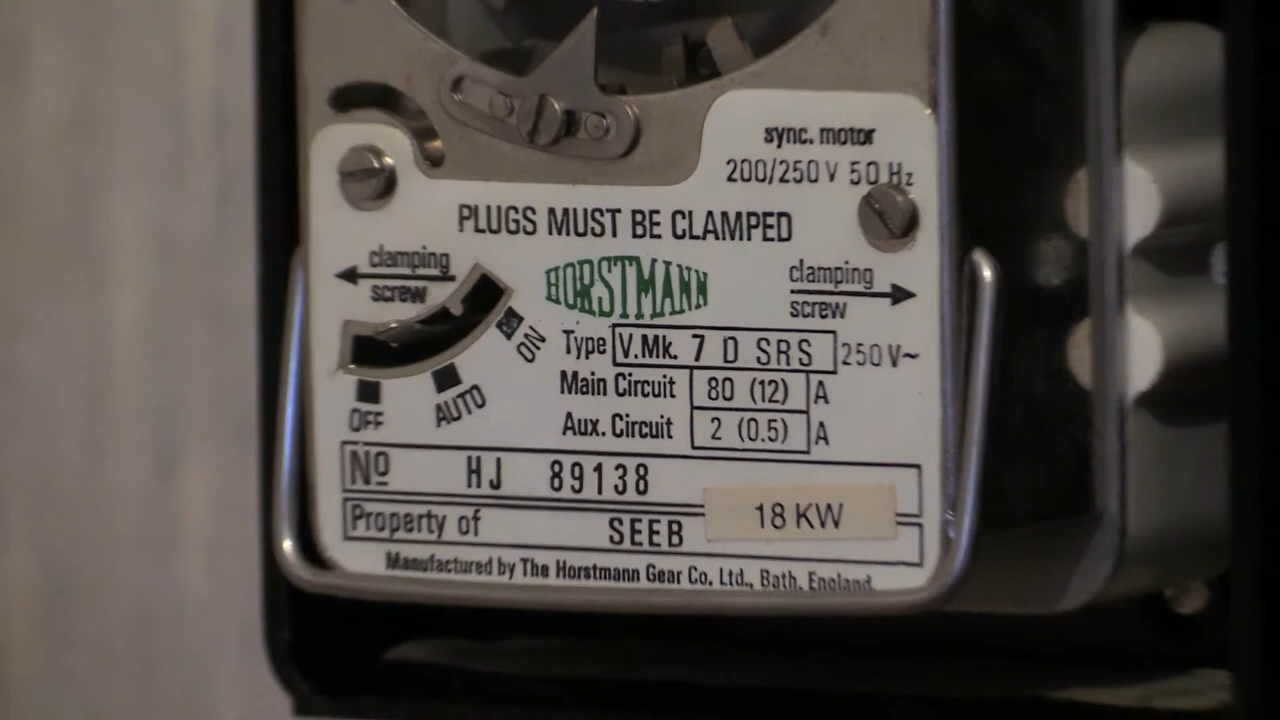 sync. motor
200/250 V 50 Hz
PLUGS MUST BE CLAMPED
clamping
screw
HORSTMANN
clamping
screw
OFF
AUTO
ON
Type V.Mk. 7 D SRS 250 V~
Main Circuit 80 (12) A
Aux. Circuit 2 (0.5) A
Nº HJ 89138
Property of SEEB
18 KW
Manufactured by The Horstmann Gear Co. Ltd., Bath, England.